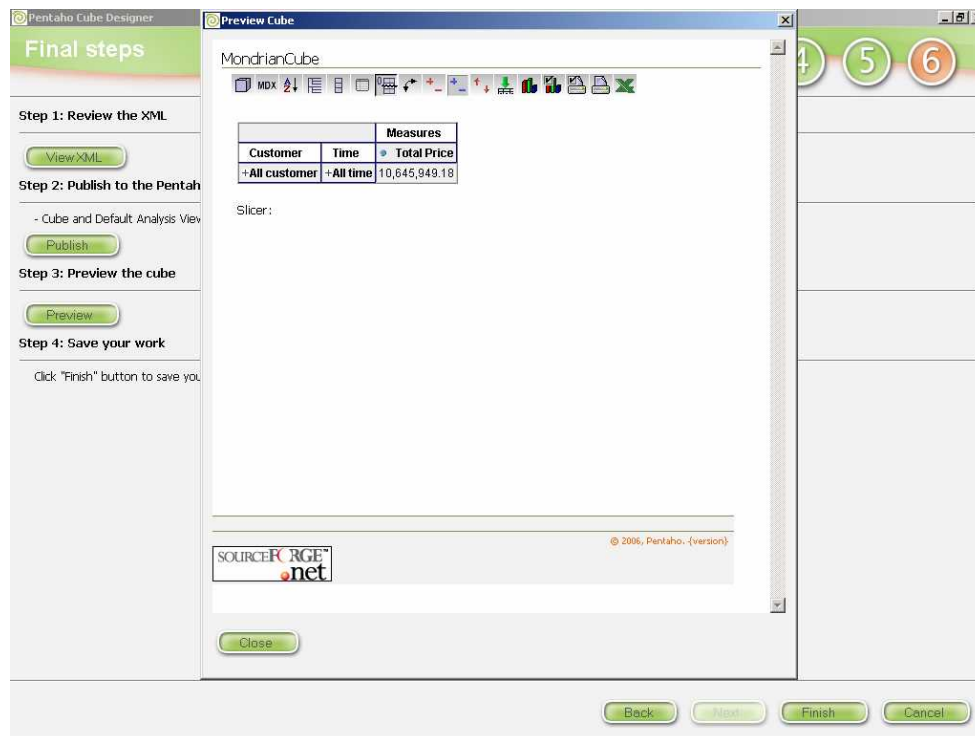 Pentaho Cube Designer
Preview Cube
Final steps
4) 5 6
MondrianCube
MDX
Step 1: Review the XML
View XML
Measures
Customer Time Total Price
+All customer +All time 10,645,949.18
Step 2: Publish to the Pentah
Slicer:
- Cube and Default Analysis View
Publish
Step 3: Preview the cube
Preview
Step 4: Save your work
Click "Finish" button to save you
© 2006, Pentaho. -{version}
SOURCEFORGE™
.net
Close
Back Next Finish Cancel